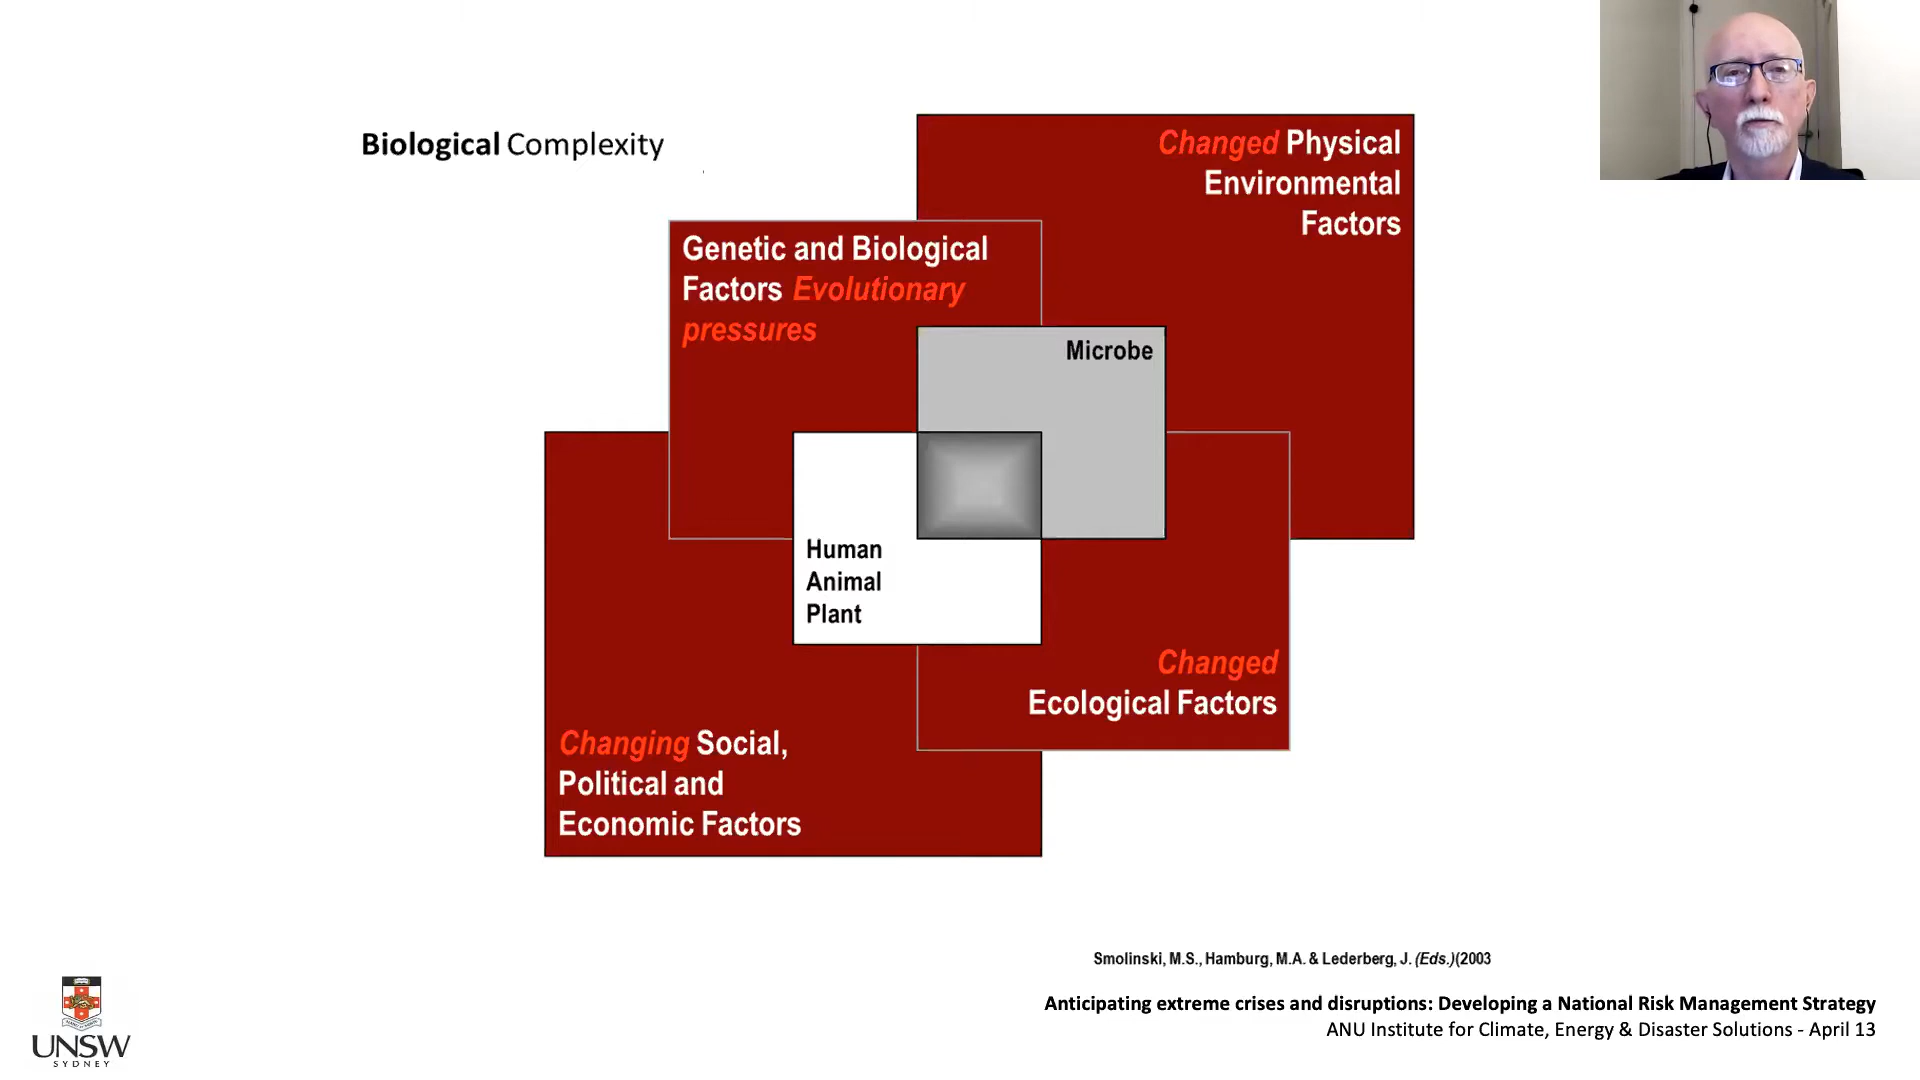 Biological Complexity
Changed Physical
Environmental
Factors
Genetic and Biological
Factors Evolutionary
pressures
Microbe
Human
Animal
Plant
Changed
Ecological Factors
Changing Social,
Political and
Economic Factors
Smolinski, M.S., Hamburg, M.A. & Lederberg, J. (Eds.)(2003
Anticipating extreme crises and disruptions: Developing a National Risk Management Strategy
ANU Institute for Climate, Energy & Disaster Solutions - April 13
UNSW
SYDNEY